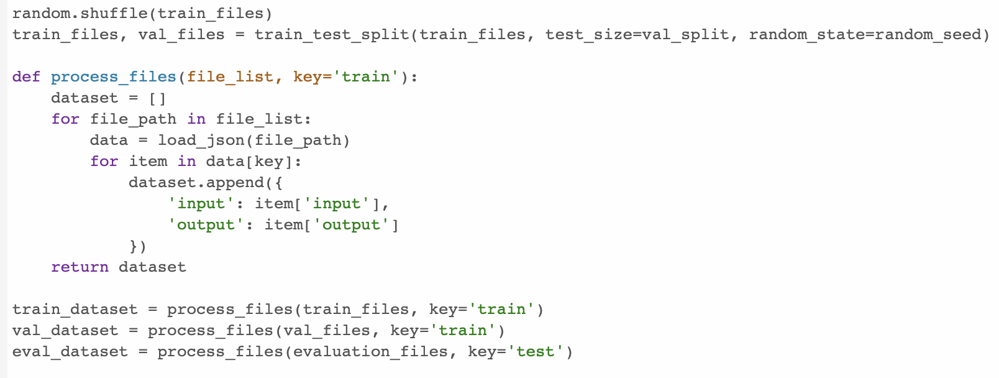 random.shuffle(train_files)
train_files, val_files = train_test_split(train_files, test_size=val_split, random_state=random_seed)

def process_files(file_list, key='train'):
    dataset = []
    for file_path in file_list:
        data = load_json(file_path)
        for item in data[key]:
            dataset.append({
                'input': item['input'],
                'output': item['output']
            })
    return dataset

train_dataset = process_files(train_files, key='train')
val_dataset = process_files(val_files, key='train')
eval_dataset = process_files(evaluation_files, key='test')